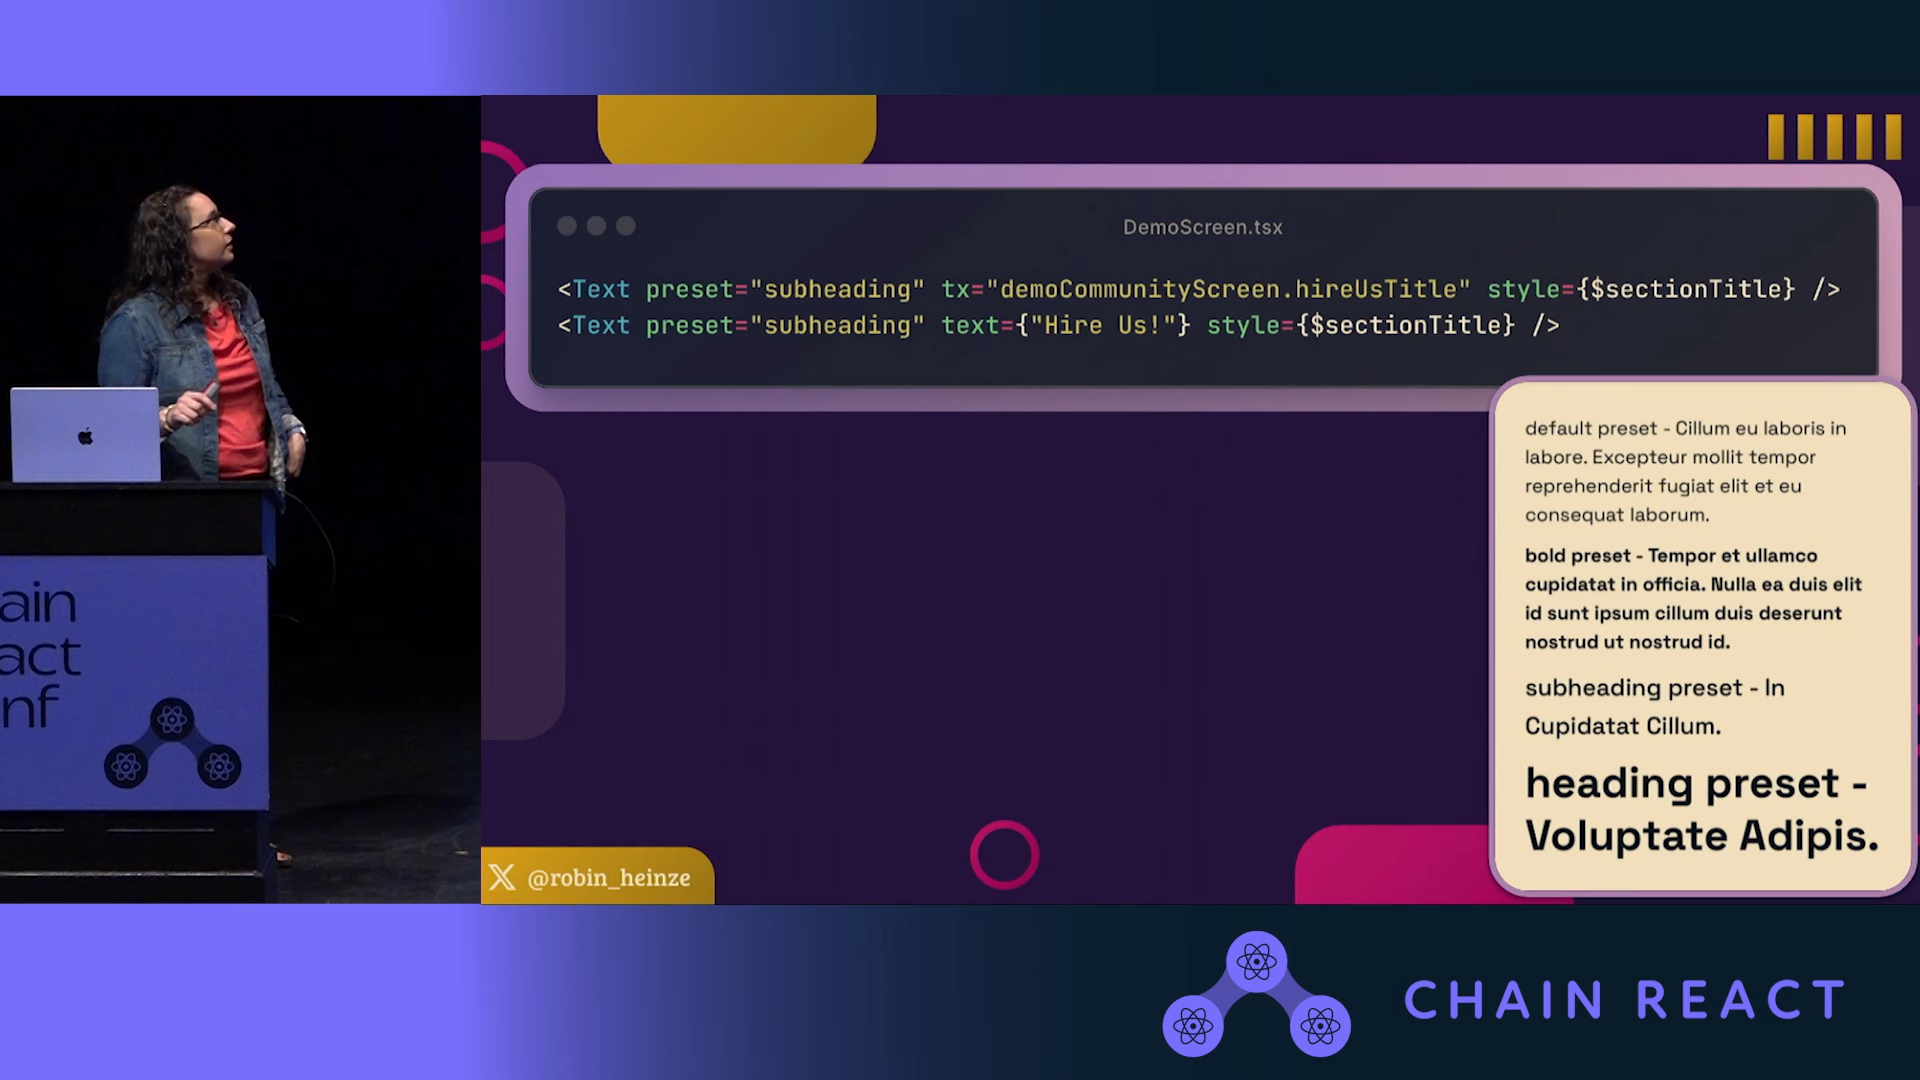 DemoScreen.tsx
<Text preset="subheading" tx="demoCommunityScreen.hireUsTitle" style={$sectionTitle} />
<Text preset="subheading" text={"Hire Us!"} style={$sectionTitle} />
default preset - Cillum eu laboris in
labore. Excepteur mollit tempor
reprehenderit fugiat elit et eu
consequat laborum.
bold preset - Tempor et ullamco
cupidatat in officia. Nulla ea duis elit
id sunt ipsum cillum duis deserunt
nostrud ut nostrud id.
subheading preset - In
Cupidatat Cillum.
heading preset -
Voluptate Adipis.
ain
act
nf
@robin_heinze
CHAIN REACT